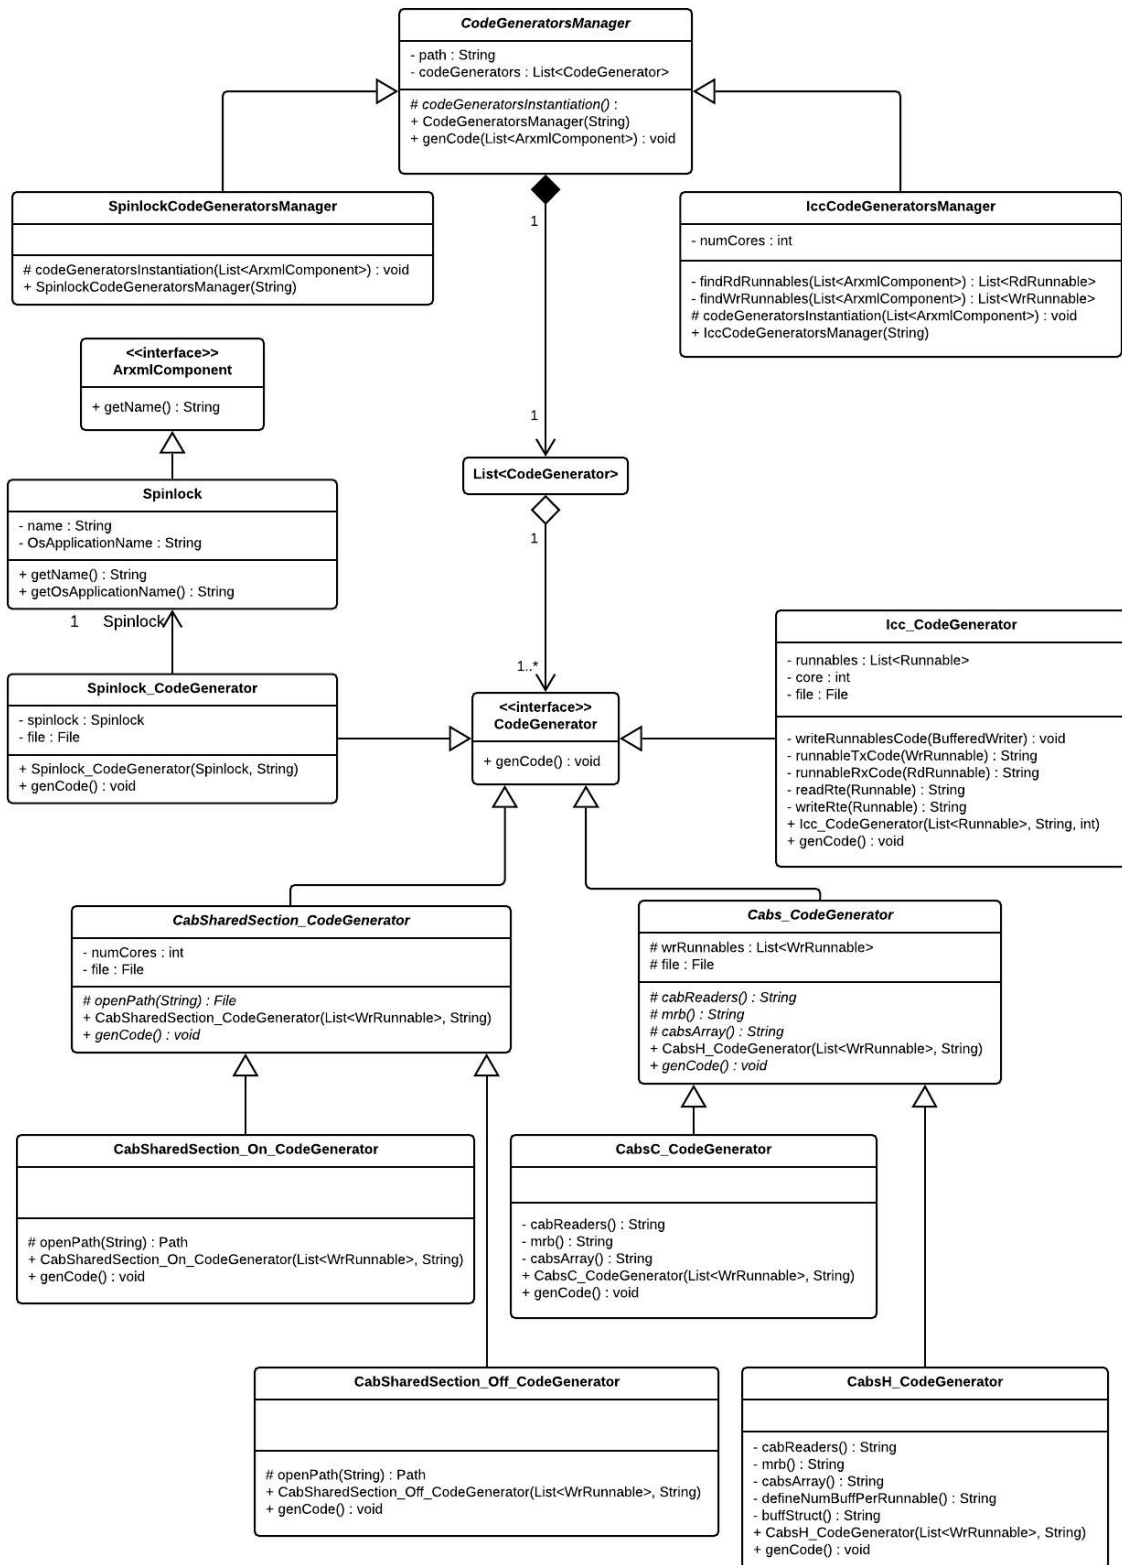 CodeGeneratorsManager
- path : String
- codeGenerators : List<CodeGenerator>
# codeGeneratorsInstantiation() :
+ CodeGeneratorsManager(String)
+ genCode(List<ArxmlComponent>) : void
SpinlockCodeGeneratorsManager
# codeGeneratorsInstantiation(List<ArxmlComponent>) : void
+ SpinlockCodeGeneratorsManager(String)
1
IccCodeGeneratorsManager
- numCores : int
- findRdRunnables(List<ArxmlComponent>) : List<RdRunnable>
- findWrRunnables(List<ArxmlComponent>) : List<WrRunnable>
# codeGeneratorsInstantiation(List<ArxmlComponent>) : void
+ IccCodeGeneratorsManager(String)
<<interface>>
ArxmlComponent
+ getName() : String
1
List<CodeGenerator>
1
Spinlock
- name : String
- OsApplicationName : String
+ getName() : String
+ getOsApplicationName() : String
1 Spinlock
Spinlock_CodeGenerator
- spinlock : Spinlock
- file : File
+ Spinlock_CodeGenerator(Spinlock, String)
+ genCode() : void
1..*
<<interface>>
CodeGenerator
+ genCode() : void
Icc_CodeGenerator
- runnables : List<Runnable>
- core : int
- file : File
- writeRunnablesCode(BufferedWriter) : void
- runnableTxCode(WrRunnable) : String
- runnableRxCode(RdRunnable) : String
- readRte(Runnable) : String
- writeRte(Runnable) : String
+ Icc_CodeGenerator(List<Runnable>, String, int)
+ genCode() : void
CabSharedSection_CodeGenerator
- numCores : int
- file : File
# openPath(String) : File
+ CabSharedSection_CodeGenerator(List<WrRunnable>, String)
+ genCode() : void
Cabs_CodeGenerator
# wrRunnables : List<WrRunnable>
# file : File
# cabReaders() : String
# mrb() : String
# cabsArray() : String
+ CabsH_CodeGenerator(List<WrRunnable>, String)
+ genCode() : void
CabSharedSection_On_CodeGenerator
# openPath(String) : Path
+ CabSharedSection_On_CodeGenerator(List<WrRunnable>, String)
+ genCode() : void
CabsC_CodeGenerator
- cabReaders() : String
- mrb() : String
- cabsArray() : String
+ CabsC_CodeGenerator(List<WrRunnable>, String)
+ genCode() : void
CabSharedSection_Off_CodeGenerator
# openPath(String) : Path
+ CabSharedSection_Off_CodeGenerator(List<WrRunnable>, String)
+ genCode() : void
CabsH_CodeGenerator
- cabReaders() : String
- mrb() : String
- cabsArray() : String
- defineNumBuffPerRunnable() : String
- buffStruct() : String
+ CabsH_CodeGenerator(List<WrRunnable>, String)
+ genCode() : void